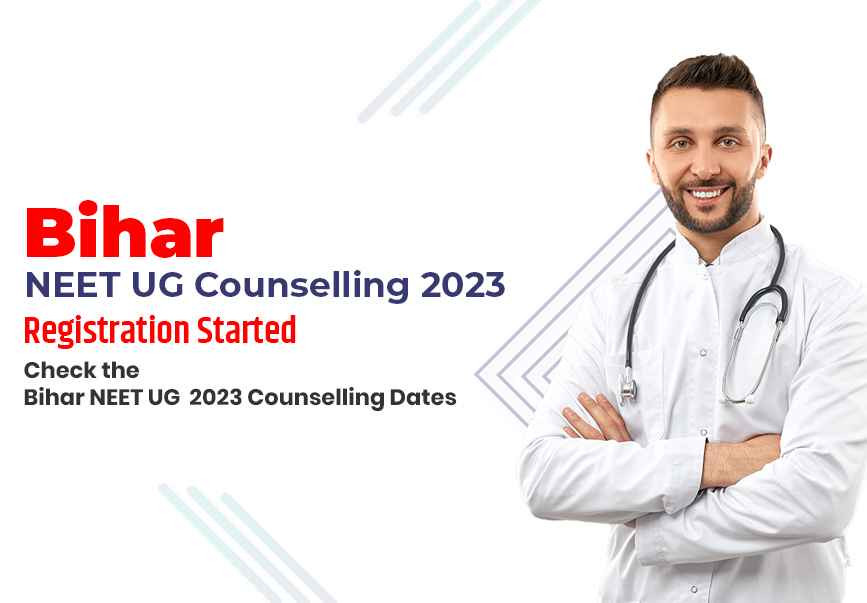 Bihar
NEET UG Counselling 2023
Registration Started
Check the
Bihar NEET UG 2023 Counselling Dates